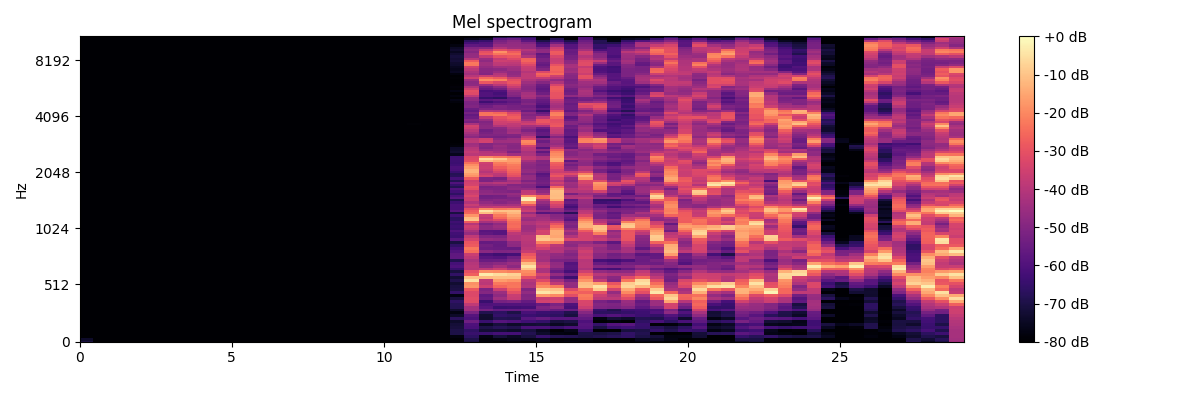 Mel spectrogram
8192
4096
2048
1024
512
0
Hz
0 5 10 15 20 25
Time
+0 dB
-10 dB
-20 dB
-30 dB
-40 dB
-50 dB
-60 dB
-70 dB
-80 dB